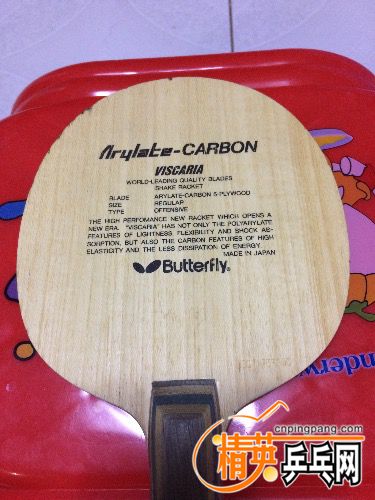 Arylate-CARBON
VISCARIA
WORLD-LEADING QUALITY BLADES
SHAKE RACKET
BLADE ARYLATE-CARBON 5-PLYWOOD
SIZE REGULAR
TYPE OFFENSIVE
THE HIGH PERFOMANCE NEW RACKET WHICH OPENS A
NEW ERA. "VISCARIA" HAS NOT ONLY THE POLYARYLATE
FEATURES OF LIGHTNESS, FLEXIBILITY AND SHOCK AB-
SORPTION, BUT ALSO THE CARBON FEATURES OF HIGH
ELASTICITY AND THE LESS DISSIPATION OF ENERGY.
MADE IN JAPAN
Butterfly®
nderw
cnpingpang.com
精英乒乓网